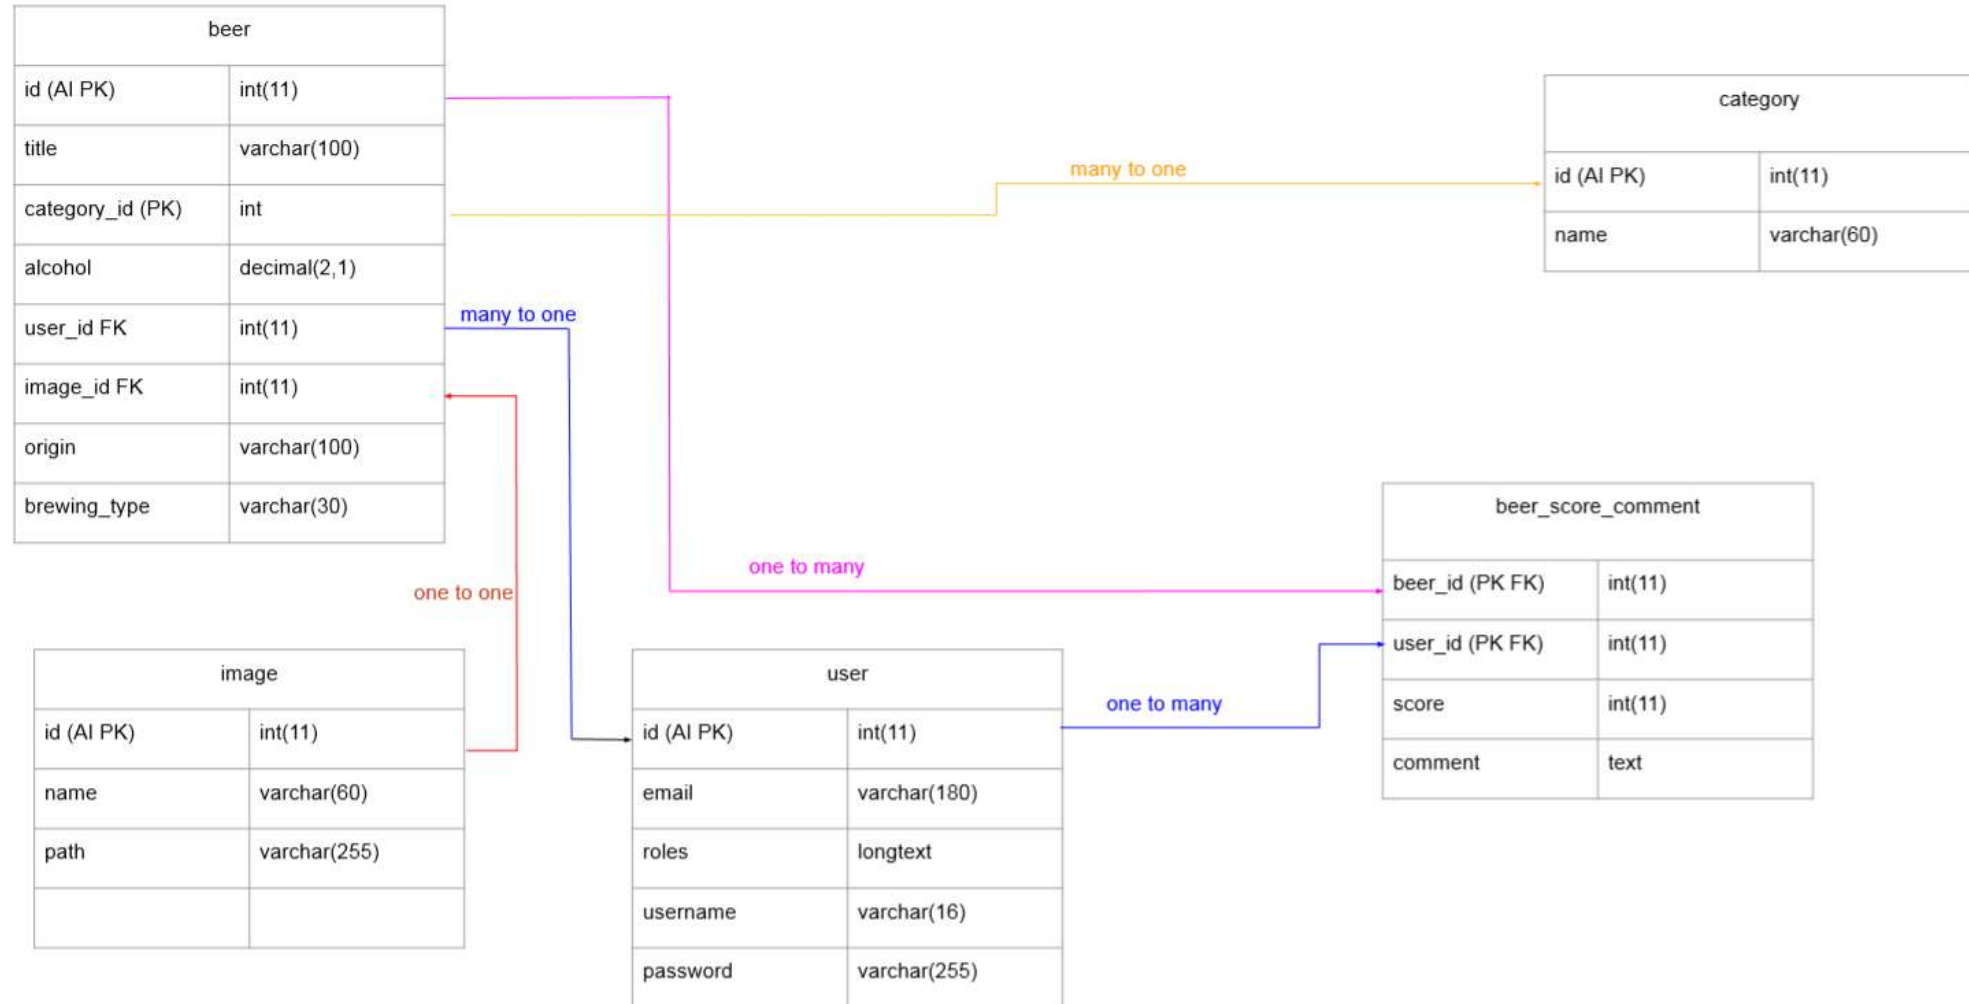 beer
id (AI PK) int(11)
title varchar(100)
category_id (PK) int
alcohol decimal(2,1)
user_id FK int(11)
image_id FK int(11)
origin varchar(100)
brewing_type varchar(30)
category
id (AI PK) int(11)
name varchar(60)
many to one
many to one
one to many
one to one
beer_score_comment
beer_id (PK FK) int(11)
user_id (PK FK) int(11)
score int(11)
comment text
image
id (AI PK) int(11)
name varchar(60)
path varchar(255)
user
id (AI PK) int(11)
email varchar(180)
roles longtext
username varchar(16)
password varchar(255)
one to many